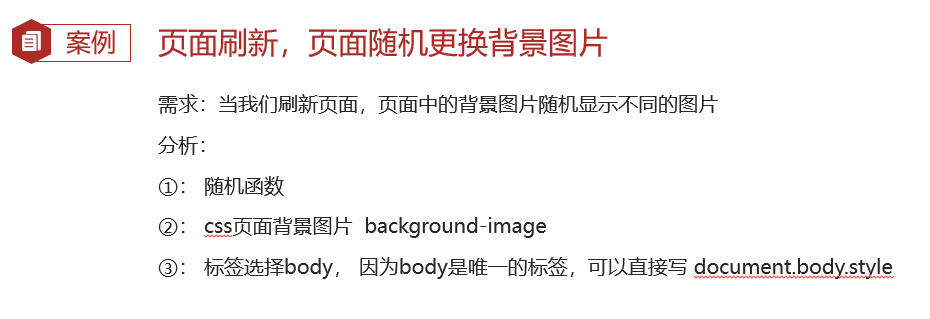 案例
页面刷新，页面随机更换背景图片
需求：当我们刷新页面，页面中的背景图片随机显示不同的图片
分析：
①： 随机函数
②： css页面背景图片 background-image
③： 标签选择body， 因为body是唯一的标签，可以直接写 document.body.style